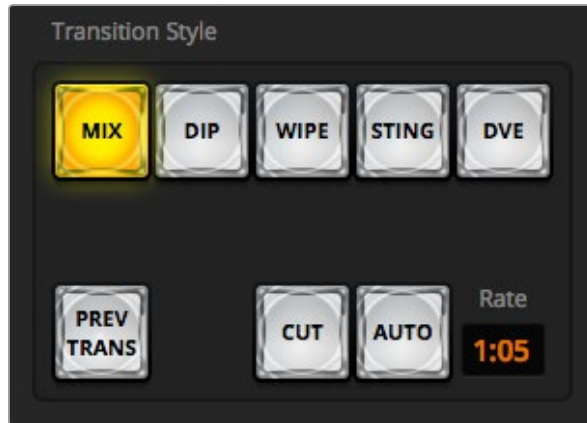 Transition Style
MIX DIP WIPE STING DVE
PREV
TRANS
CUT AUTO
Rate
1:05